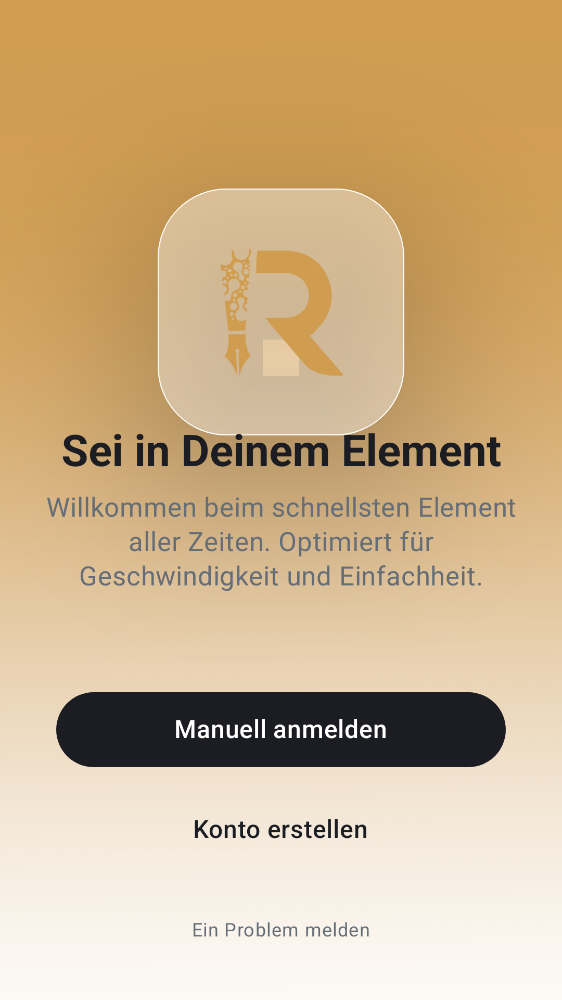 R
Sei in Deinem Element
Willkommen beim schnellsten Element
aller Zeiten. Optimiert für
Geschwindigkeit und Einfachheit.
Manuell anmelden
Konto erstellen
Ein Problem melden